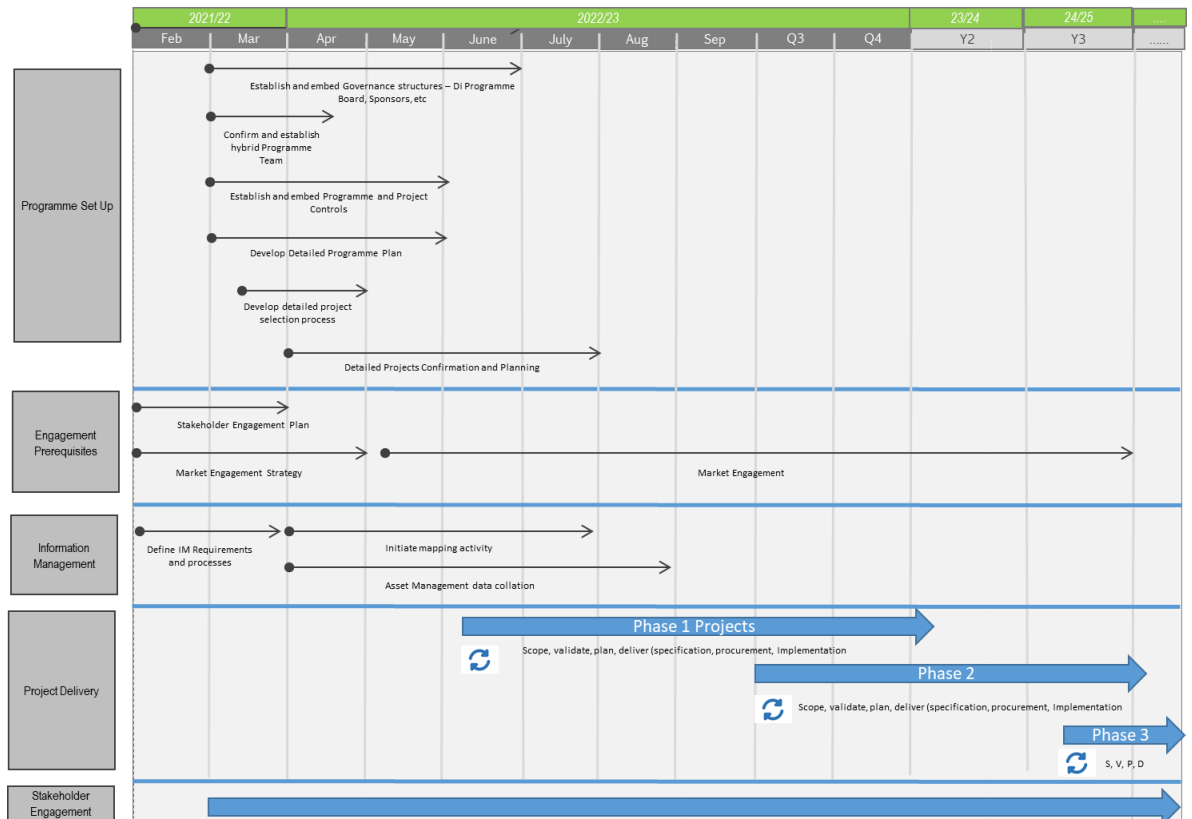 2021/22 2022/23 23/24 24/25 ....
Feb Mar Apr May June July Aug Sep Q3 Q4 Y2 Y3 ......
Programme Set Up
Establish and embed Governance structures – DI Programme
Board, Sponsors, etc
Confirm and establish
hybrid Programme
Team
Establish and embed Programme and Project
Controls
Develop Detailed Programme Plan
Develop detailed project
selection process
Detailed Projects Confirmation and Planning
Engagement
Prerequisites
Stakeholder Engagement Plan
Market Engagement Strategy
Market Engagement
Information
Management
Define IM Requirements
and processes
Initiate mapping activity
Asset Management data collation
Project Delivery
Phase 1 Projects
Scope, validate, plan, deliver (specification, procurement, Implementation
Phase 2
Scope, validate, plan, deliver (specification, procurement, Implementation
Phase 3
S, V, P, D
Stakeholder
Engagement